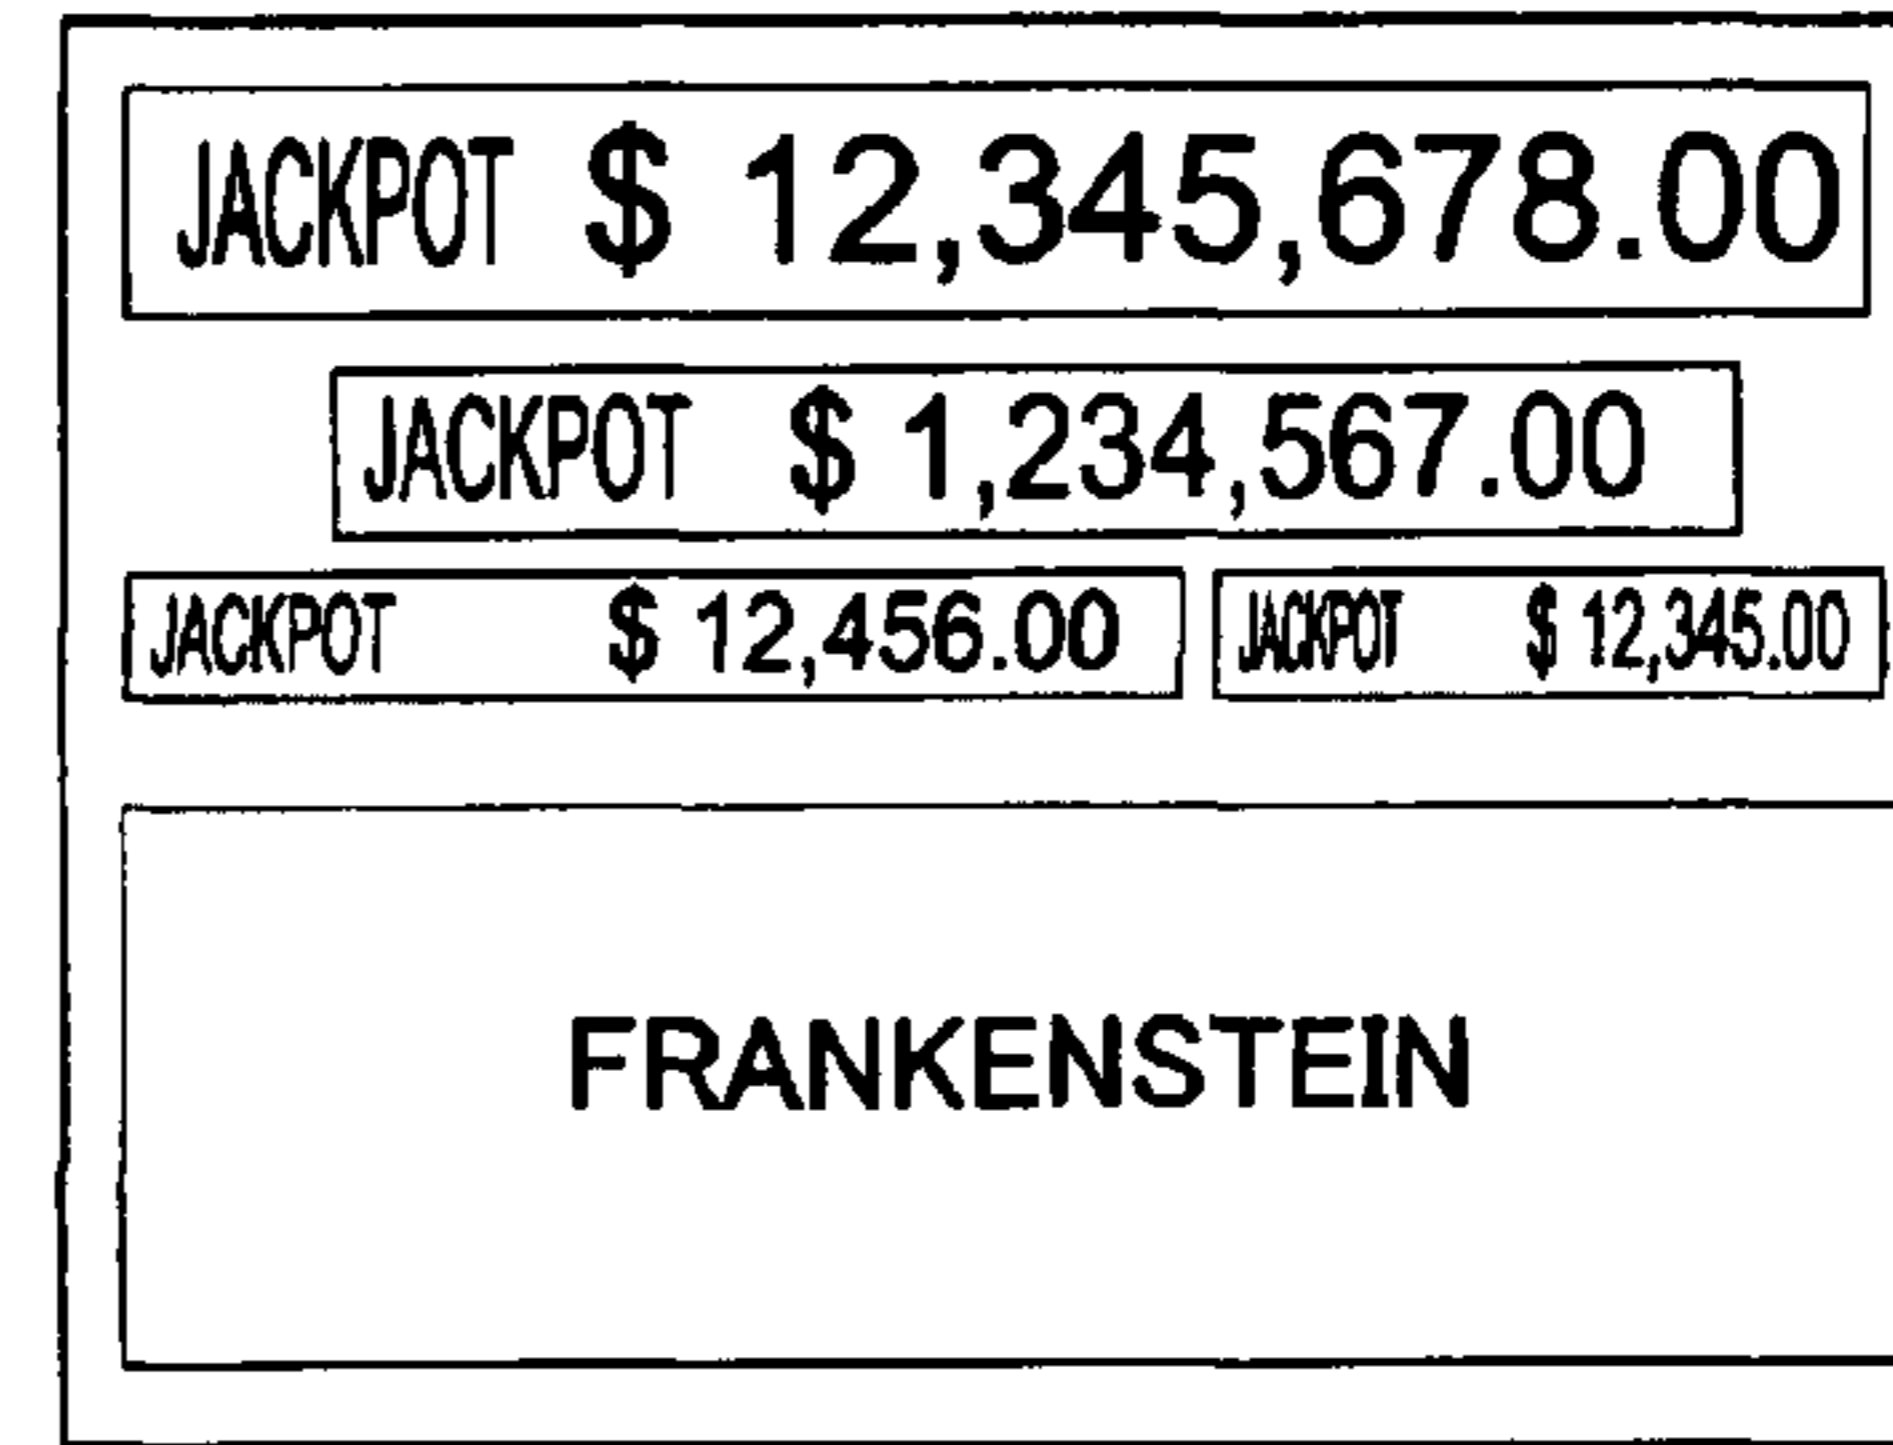 JACKPOT $ 12,345,678.00
JACKPOT $ 1,234,567.00
JACKPOT $ 12,456.00 JACKPOT $ 12,345.00
FRANKENSTEIN